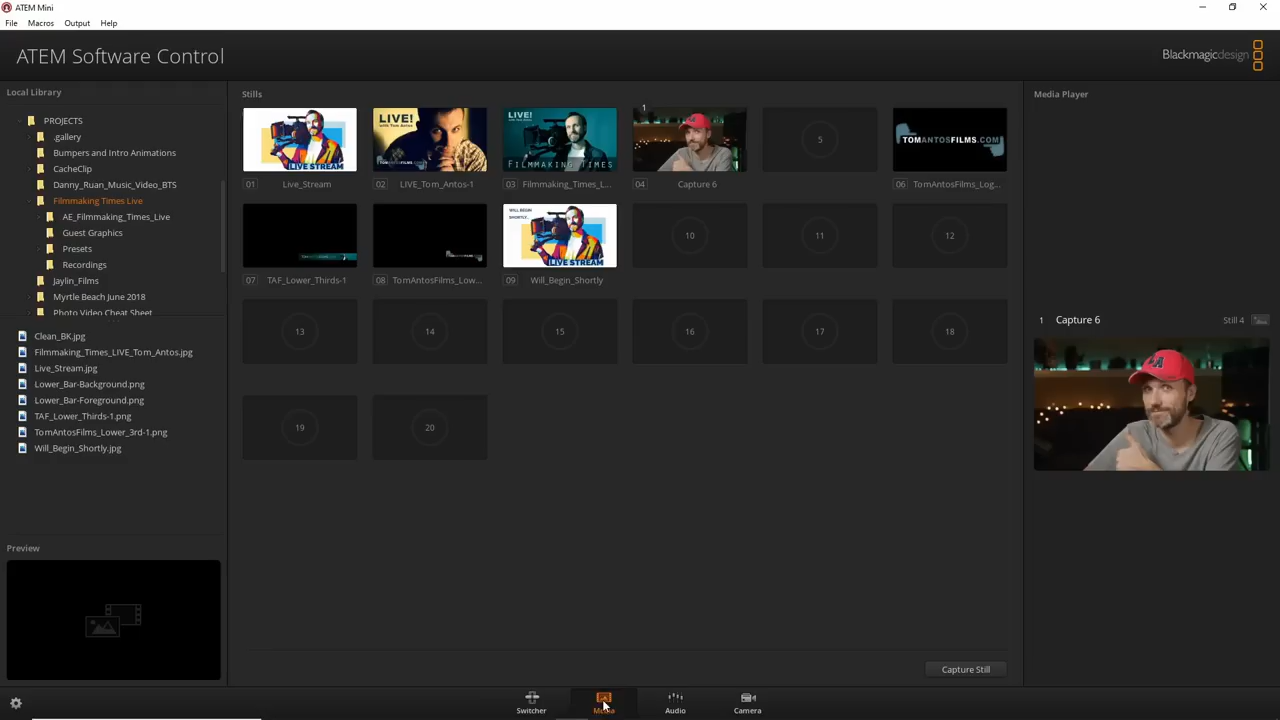 ATEM Mini
File Macros Output Help
ATEM Software Control
Blackmagicdesign
Local Library
PROJECTS
.gallery
Bumpers and Intro Animations
CacheClip
Danny_Ruan_Music_Video_BTS
Filmmaking Times Live
AE_Filmmaking_Times_Live
Guest Graphics
Presets
Recordings
Jaylin_Films
Myrtle Beach June 2018
Photo Video Cheat Sheet
Clean_BK.jpg
Filmmaking_Times_LIVE_Tom_Antos.jpg
Live_Stream.jpg
Lower_Bar-Background.png
Lower_Bar-Foreground.png
TAF_Lower_Thirds-1.png
TomAntosFilms_Lower_3rd-1.png
Will_Begin_Shortly.jpg
Preview
Stills
LIVE STREAM
LIVE!
with Tom Antos
LIVE!
FILMMAKING TIMES
1
5
TOMANTOSFILMS.COM
01 Live_Stream
02 LIVE_Tom_Antos-1
03 Filmmaking_Times_L...
04 Capture 6
06 TomAntosFilms_Log...
WILL BEGIN
SHORTLY...
LIVE STREAM
10
11
12
07 TAF_Lower_Thirds-1
08 TomAntosFilms_Low...
09 Will_Begin_Shortly
13
14
15
16
17
18
19
20
Capture Still
Media Player
1 Capture 6 Still 4
Switcher Media Audio Camera